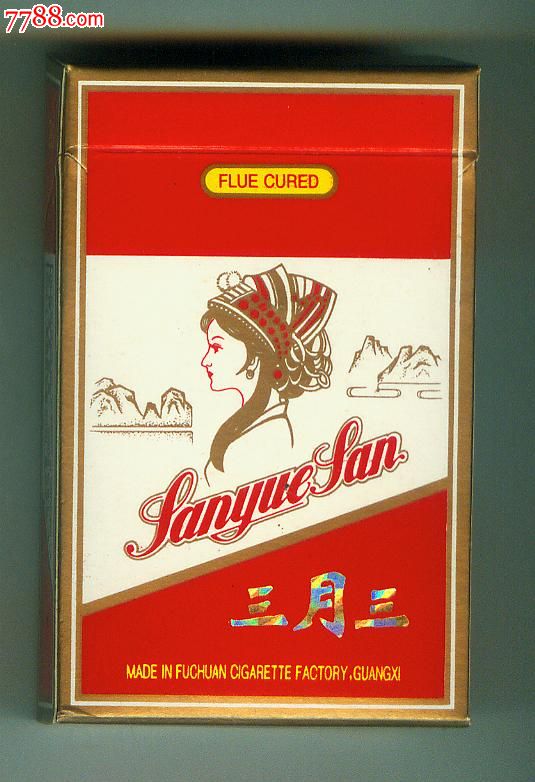 7788.com
FLUE CURED
Sanyue San
三月三
MADE IN FUCHUAN CIGARETTE FACTORY,GUANGXI